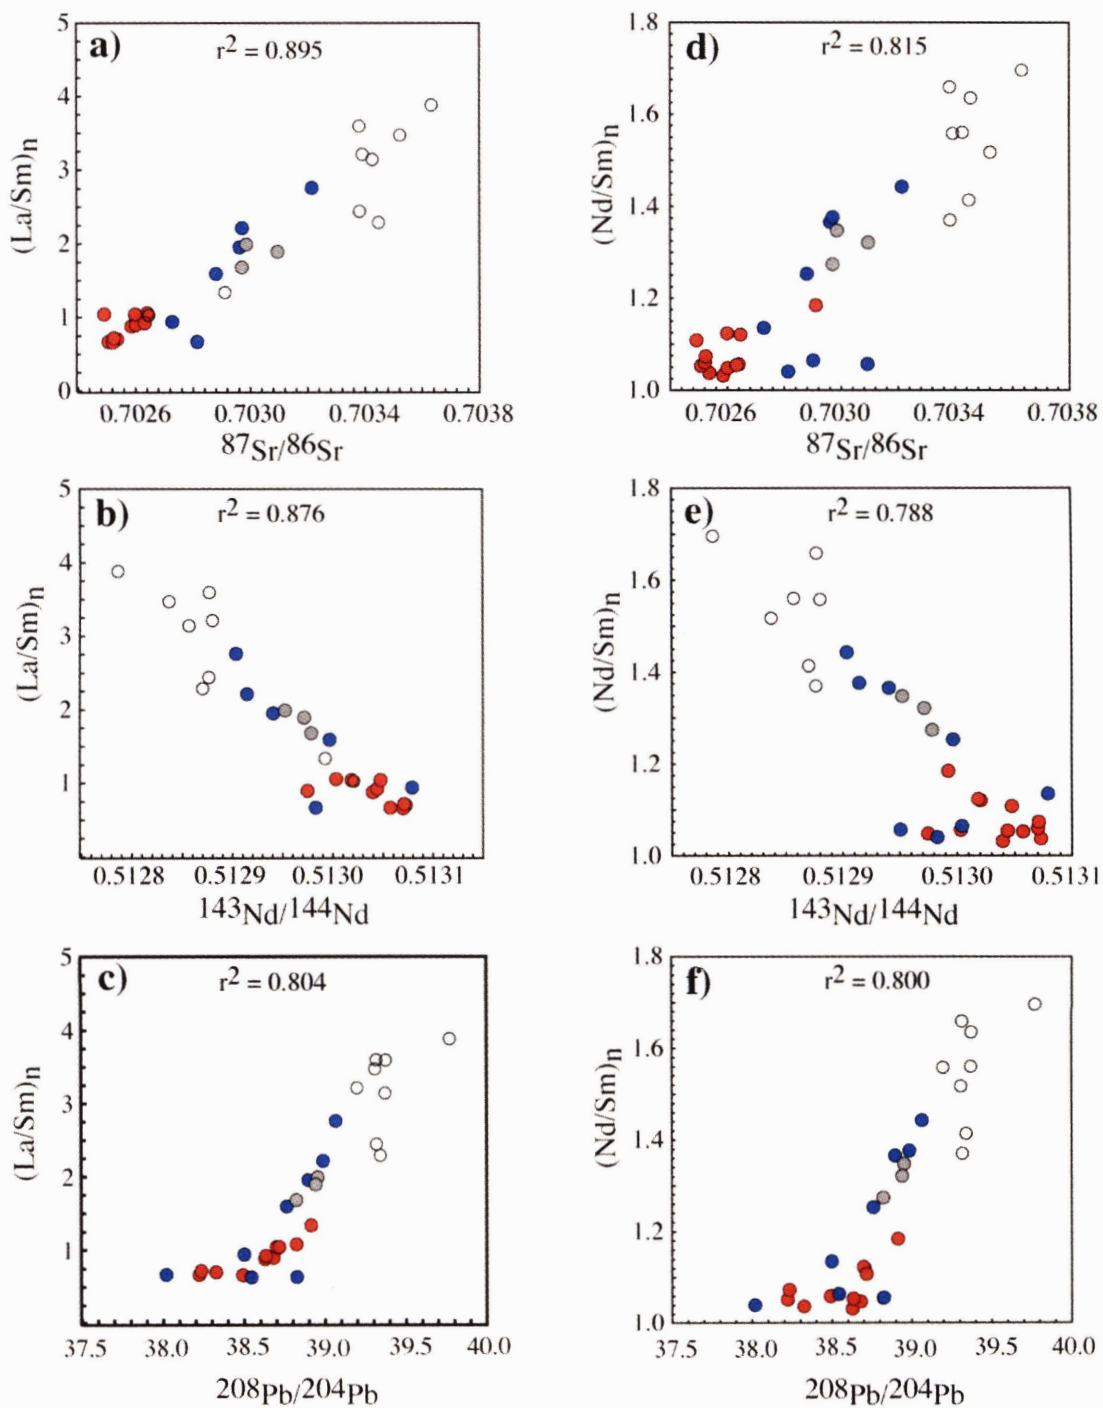 a)
r2 = 0.895
5
4
3
2
1
0
(La/Sm)n
0.7026 0.7030 0.7034 0.7038
87Sr/86Sr
d)
r2 = 0.815
1.8
1.6
1.4
1.2
1.0
(Nd/Sm)n
0.7026 0.7030 0.7034 0.7038
87Sr/86Sr
b)
r2 = 0.876
5
4
3
2
1
(La/Sm)n
0.5128 0.5129 0.5130 0.5131
143Nd/144Nd
e)
r2 = 0.788
1.8
1.6
1.4
1.2
1.0
(Nd/Sm)n
0.5128 0.5129 0.5130 0.5131
143Nd/144Nd
c)
r2 = 0.804
5
4
3
2
1
(La/Sm)n
37.5 38.0 38.5 39.0 39.5 40.0
208Pb/204Pb
f)
r2 = 0.800
1.8
1.6
1.4
1.2
1.0
(Nd/Sm)n
37.5 38.0 38.5 39.0 39.5 40.0
208Pb/204Pb